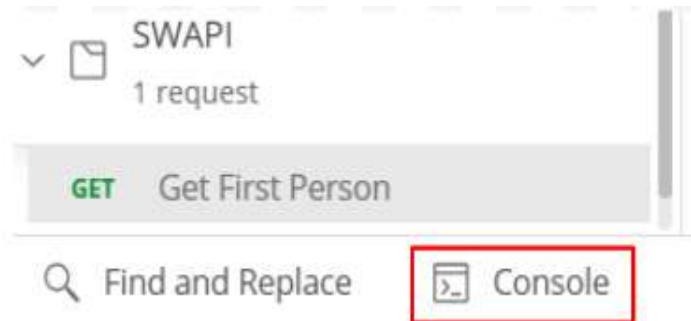 SWAPI
1 request
GET Get First Person
Find and Replace Console